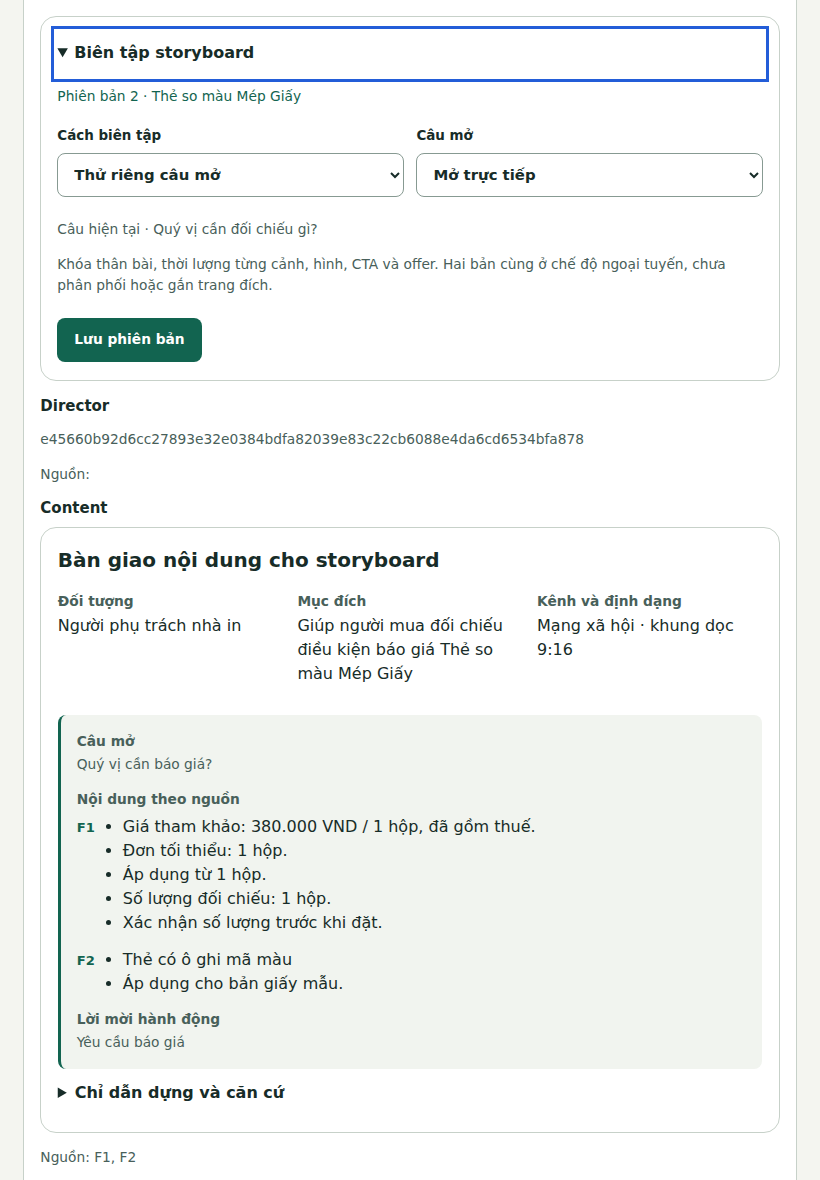 Biên tập storyboard
Phiên bản 2 · Thẻ so màu Mép Giấy
Cách biên tập
Câu mở
Thử riêng câu mở
Mở trực tiếp
Câu hiện tại · Quý vị cần đối chiếu gì?
Khóa thân bài, thời lượng từng cảnh, hình, CTA và offer. Hai bản cùng ở chế độ ngoại tuyến, chưa
phân phối hoặc gắn trang đích.
Lưu phiên bản
Director
e45660b92d6cc27893e32e0384bdfa82039e83c22cb6088e4da6cd6534bfa878
Nguồn:
Content
Bàn giao nội dung cho storyboard
Đối tượng
Người phụ trách nhà in
Mục đích
Giúp người mua đối chiếu
điều kiện báo giá Thẻ so
màu Mép Giấy
Kênh và định dạng
Mạng xã hội · khung dọc
9:16
Câu mở
Quý vị cần báo giá?
Nội dung theo nguồn
F1 • Giá tham khảo: 380.000 VND / 1 hộp, đã gồm thuế.
• Đơn tối thiểu: 1 hộp.
• Áp dụng từ 1 hộp.
• Số lượng đối chiếu: 1 hộp.
• Xác nhận số lượng trước khi đặt.
F2 • Thẻ có ô ghi mã màu
• Áp dụng cho bản giấy mẫu.
Lời mời hành động
Yêu cầu báo giá
Chỉ dẫn dựng và căn cứ
Nguồn: F1, F2